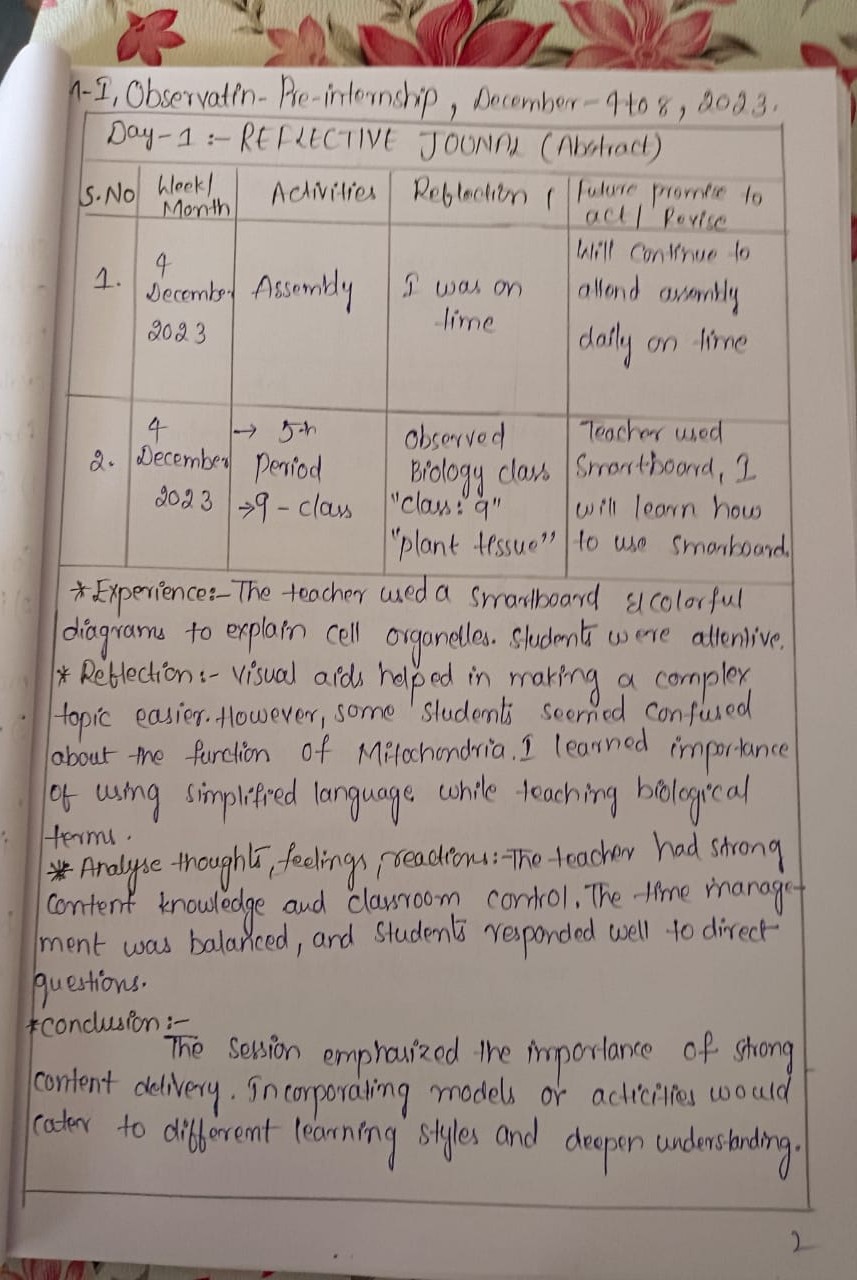 1-I, Observatin- Pre-internship, December - 4 to 8, 2023.
Day-1 :- REFLECTIVE JOUNAL (Abstract)
S.No Week/ Month Activities Reflection Future promise to act/ Revise
1. 4 December 2023 Assembly I was on time Will continue to attend assembly daily on time
2. 4 December 2023 → 5th Period → 9 - class Observed Biology class "class: 9" "plant tissue" Teacher used Smartboard, I will learn how to use smartboard.
* Experience:- The teacher used a smartboard & colorful
diagrams to explain cell organelles. Students were attentive.
* Reflection:- visual aids helped in making a complex
topic easier. However, some students seemed confused
about the function of Mitochondria. I learned importance
of using simplified language while teaching biological
terms.
* Analyse thoughts, feelings, reactions:- The teacher had strong
content knowledge and classroom control. The time manage-
ment was balanced, and students responded well to direct
questions.
* conclusion:-
The session emphasized the importance of strong
content delivery. Incorporating models or acticities would
cater to different learning styles and deepen understanding.
2